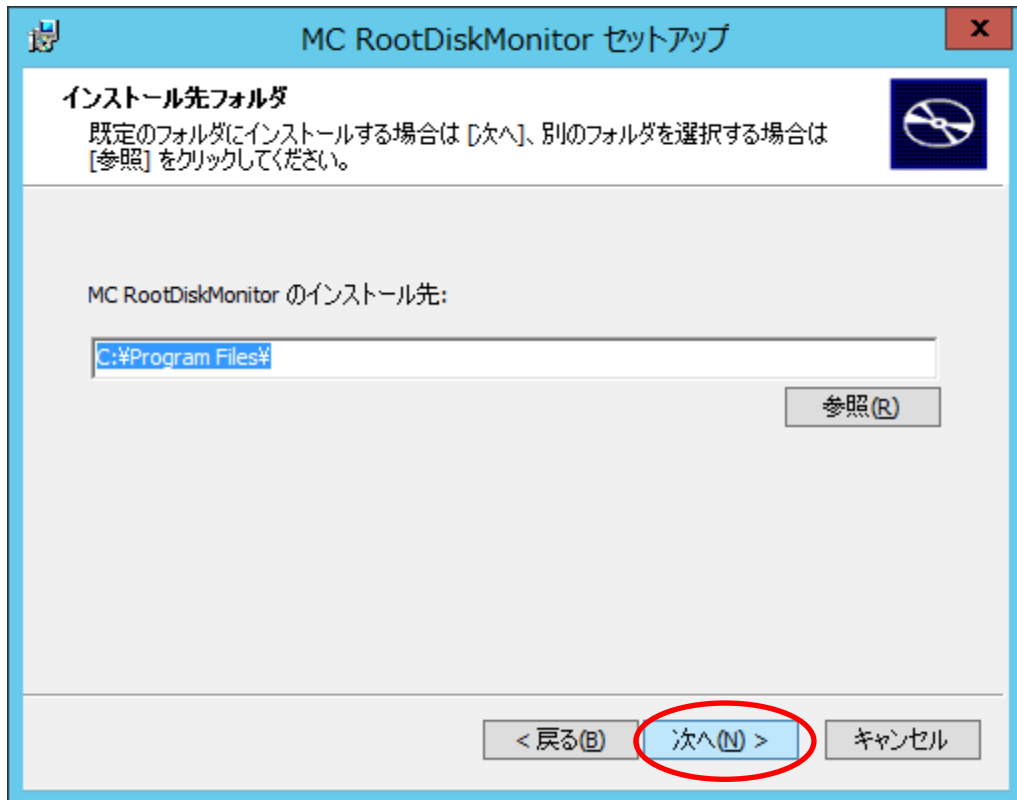 MC RootDiskMonitor セットアップ
x
インストール先フォルダ
既定のフォルダにインストールする場合は [次へ]、別のフォルダを選択する場合は
[参照] をクリックしてください。
MC RootDiskMonitor のインストール先:
C:¥Program Files¥
参照(R)
< 戻る(B)
次へ(N) >
キャンセル